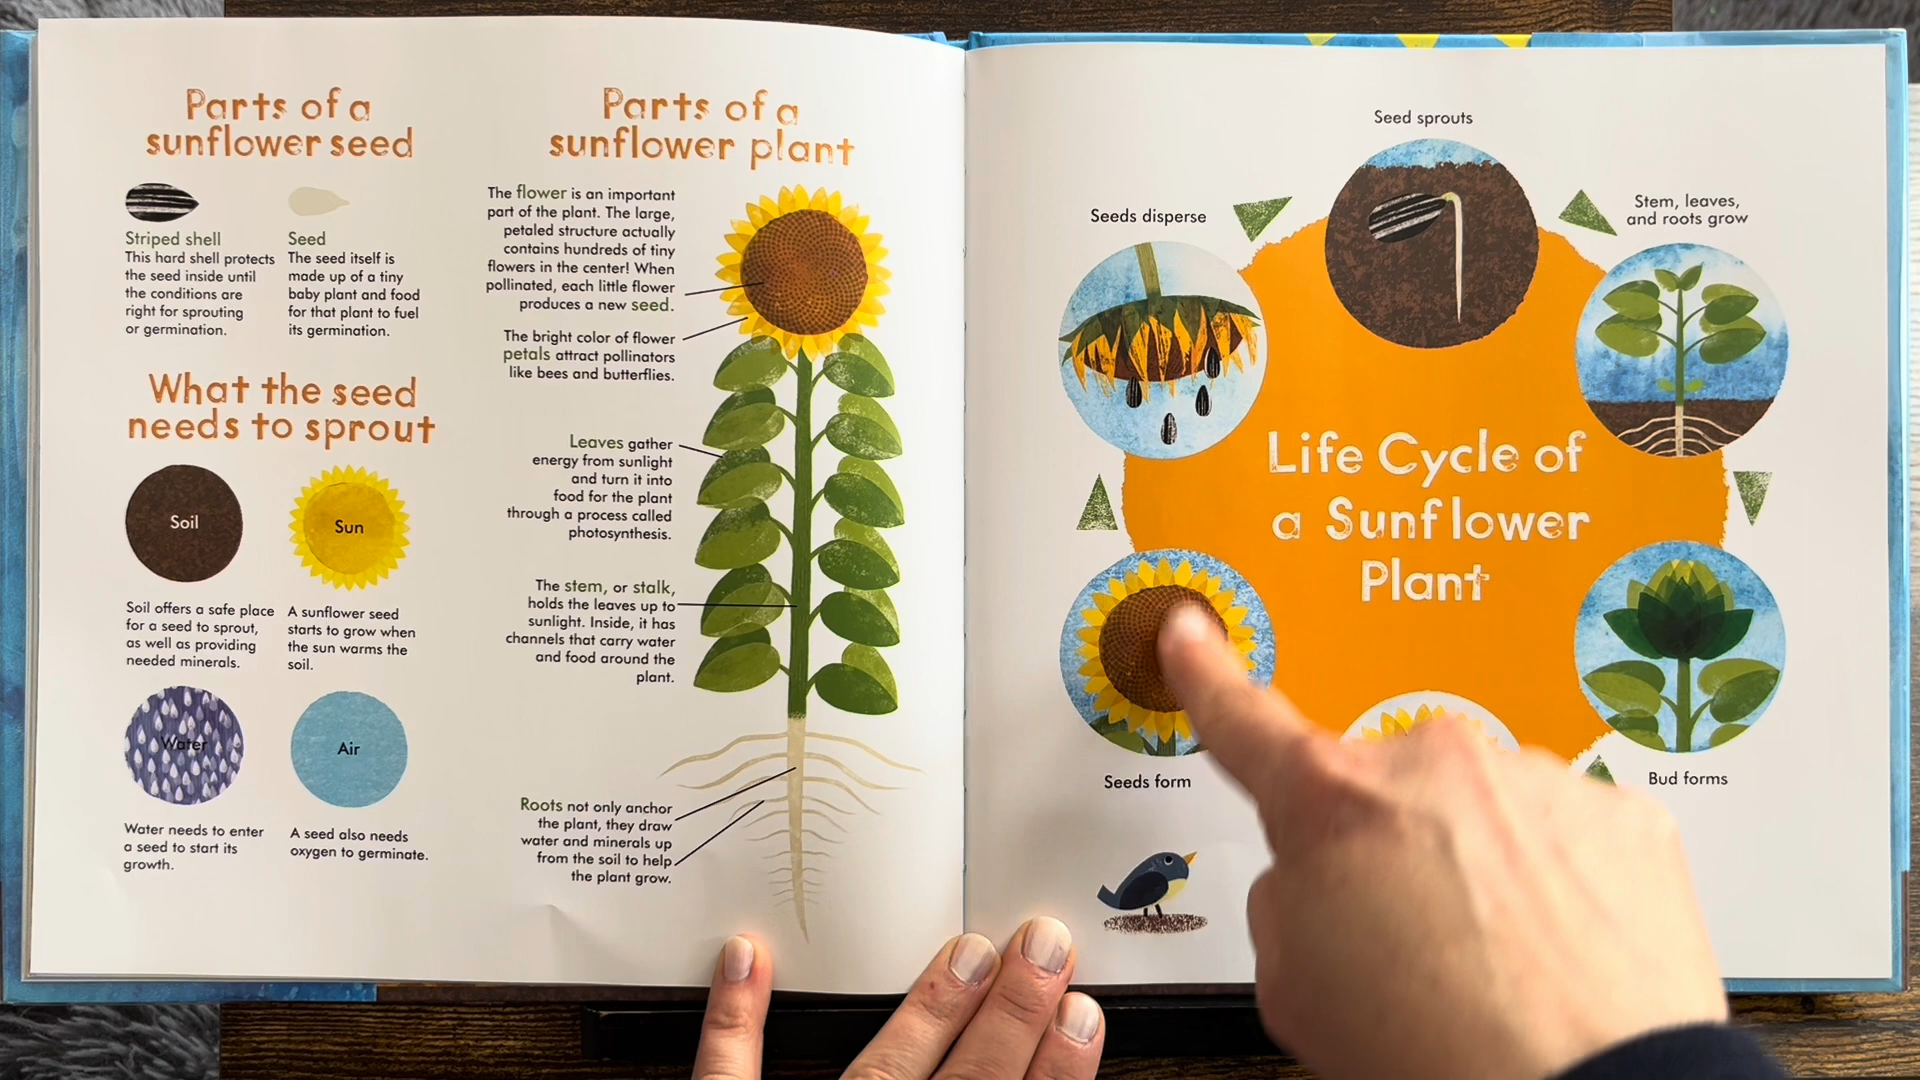 Parts of a
sunflower seed
Striped shell
This hard shell protects
the seed inside until
the conditions are
right for sprouting
or germination.
Seed
The seed itself is
made up of a tiny
baby plant and food
for that plant to fuel
its germination.
What the seed
needs to sprout
Soil
Soil offers a safe place
for a seed to sprout,
as well as providing
needed minerals.
Sun
A sunflower seed
starts to grow when
the sun warms the
soil.
Water
Water needs to enter
a seed to start its
growth.
Air
A seed also needs
oxygen to germinate.
Parts of a
sunflower plant
The flower is an important
part of the plant. The large,
petaled structure actually
contains hundreds of tiny
flowers in the center! When
pollinated, each little flower
produces a new seed.
The bright color of flower
petals attract pollinators
like bees and butterflies.
Leaves gather
energy from sunlight
and turn it into
food for the plant
through a process called
photosynthesis.
The stem, or stalk,
holds the leaves up to
sunlight. Inside, it has
channels that carry water
and food around the
plant.
Roots not only anchor
the plant, they draw
water and minerals up
from the soil to help
the plant grow.
Seed sprouts
Stem, leaves,
and roots grow
Bud forms
Seeds form
Seeds disperse
Life Cycle of
a Sunflower
Plant